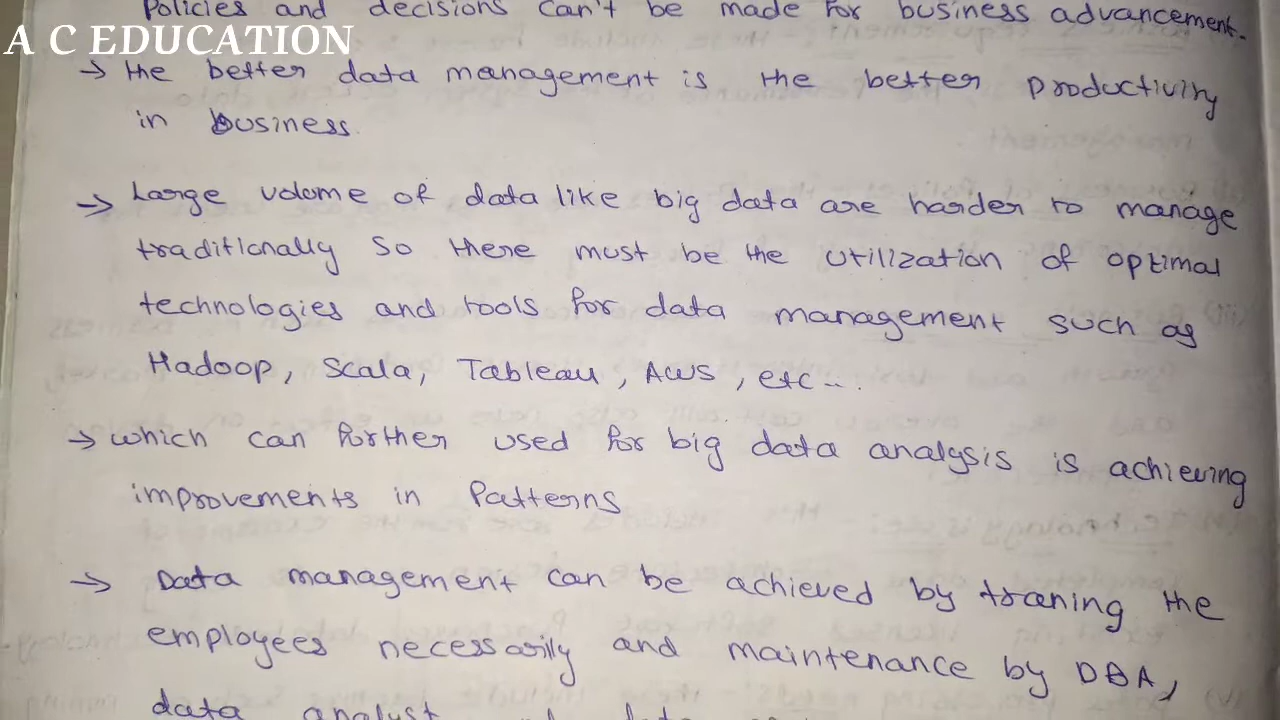 Policies and decisions can't be made for business advancement.
A C EDUCATION
→ the better data management is the better productivity
in business.
→ Large volume of data like big data are harder to manage
traditionally so there must be the utilization of optimal
technologies and tools for data management such as
Hadoop, Scala, Tableau, AWS, etc...
→ which can further used for big data analysis is achieving
improvements in Patterns
→ Data management can be achieved by traning the
employees necessarily and maintenance by DBA,
data analyst